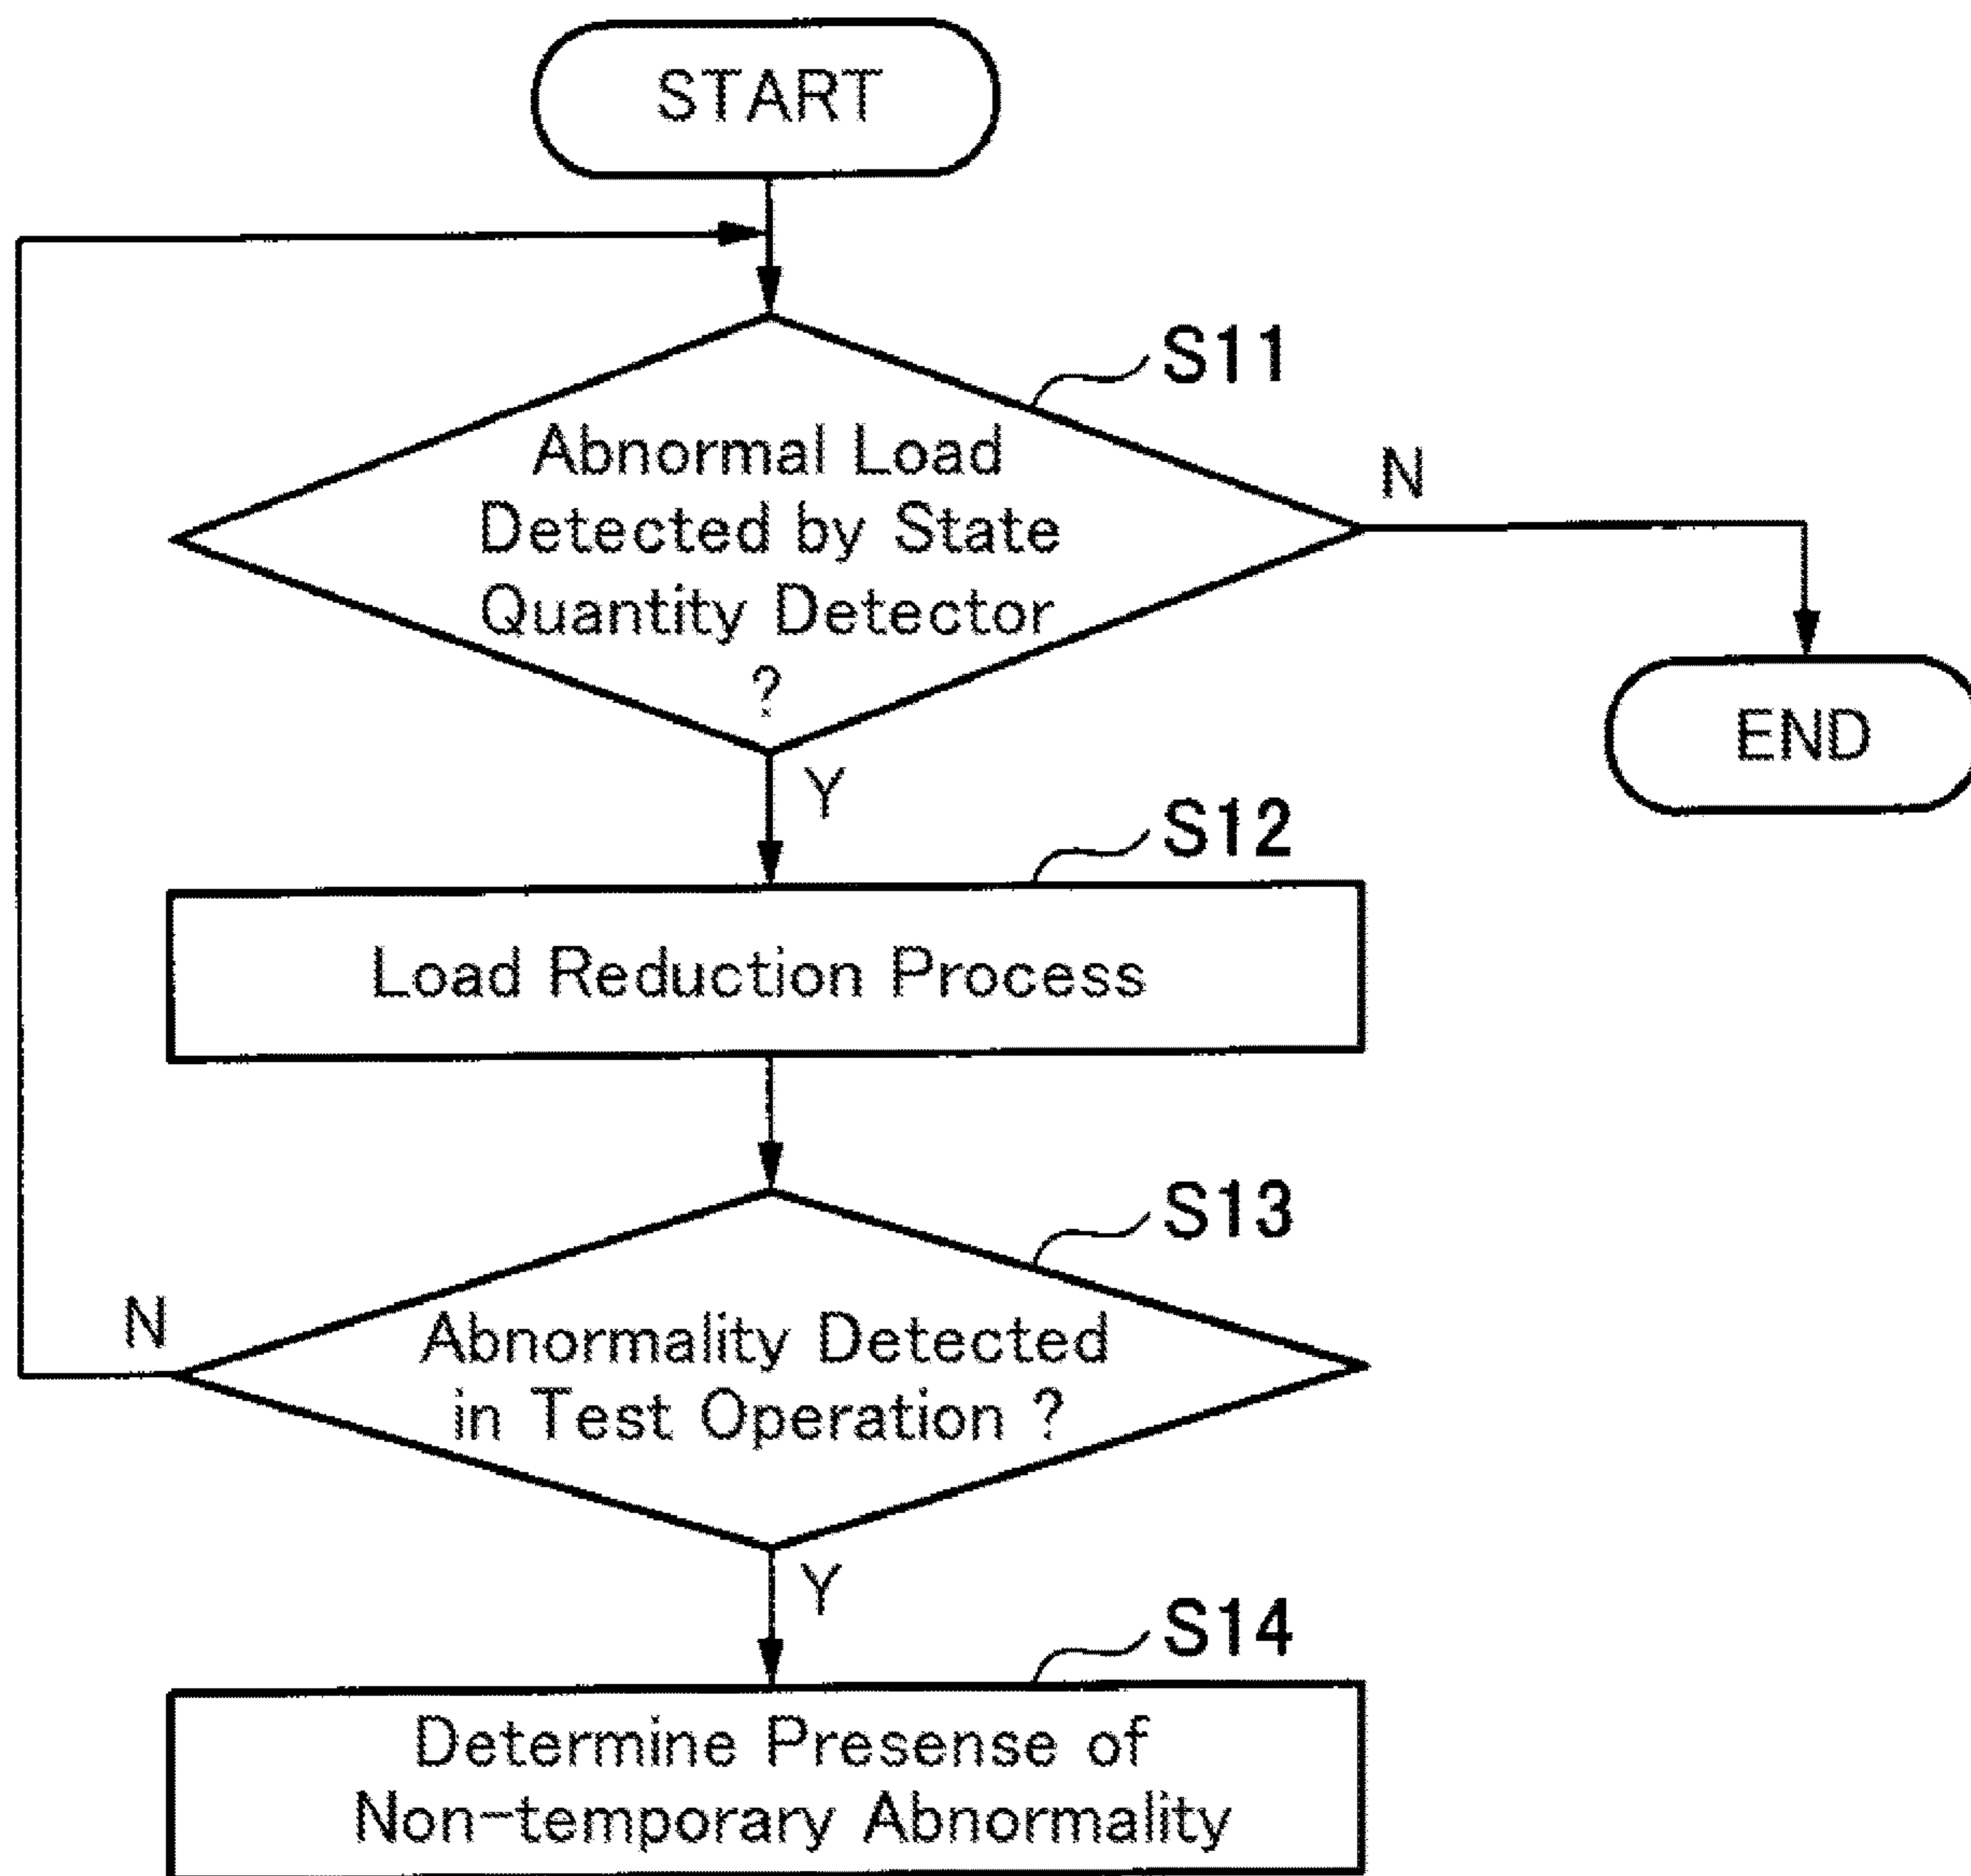 START
S11
Abnormal Load
Detected by State
Quantity Detector
?
N
END
Y
S12
Load Reduction Process
S13
N
Abnormality Detected
in Test Operation ?
Y
S14
Determine Presense of
Non-temporary Abnormality